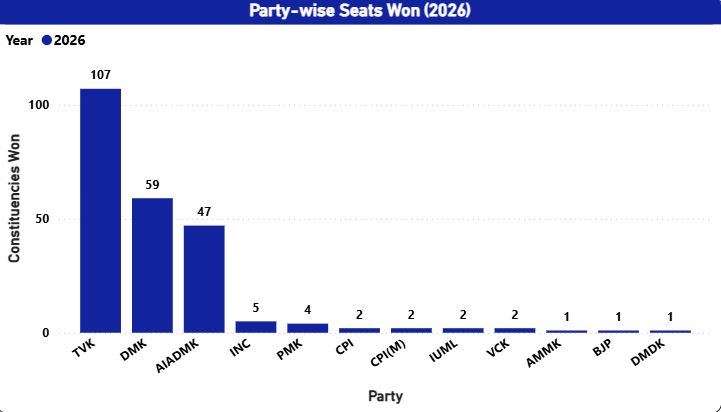 Party-wise Seats Won (2026)
Year 2026
107
100
59
50
47
5
4
2
2
2
2
1
1
1
0
Constituencies Won
TVK
DMK
AIADMK
INC
PMK
CPI
CPI(M)
IUML
VCK
AMMK
BJP
DMDK
Party